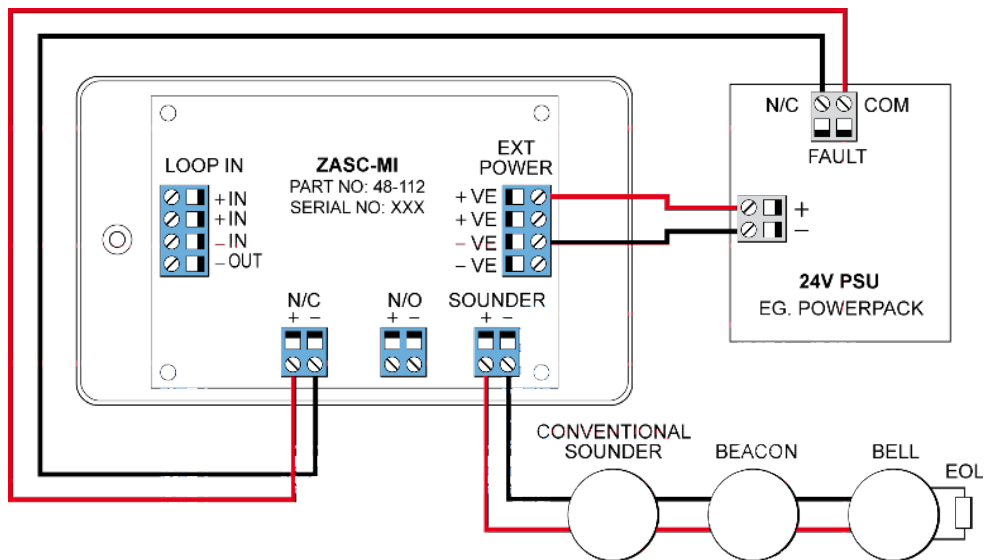 N/C
COM
FAULT
LOOP IN
+ IN
+ IN
– IN
– OUT
ZASC-MI
PART NO: 48-112
SERIAL NO: XXX
EXT
POWER
+ VE
+ VE
– VE
– VE
+
–
24V PSU
EG. POWERPACK
N/C
+ –
N/O
+ –
SOUNDER
+ –
CONVENTIONAL
SOUNDER
BEACON
BELL
EOL